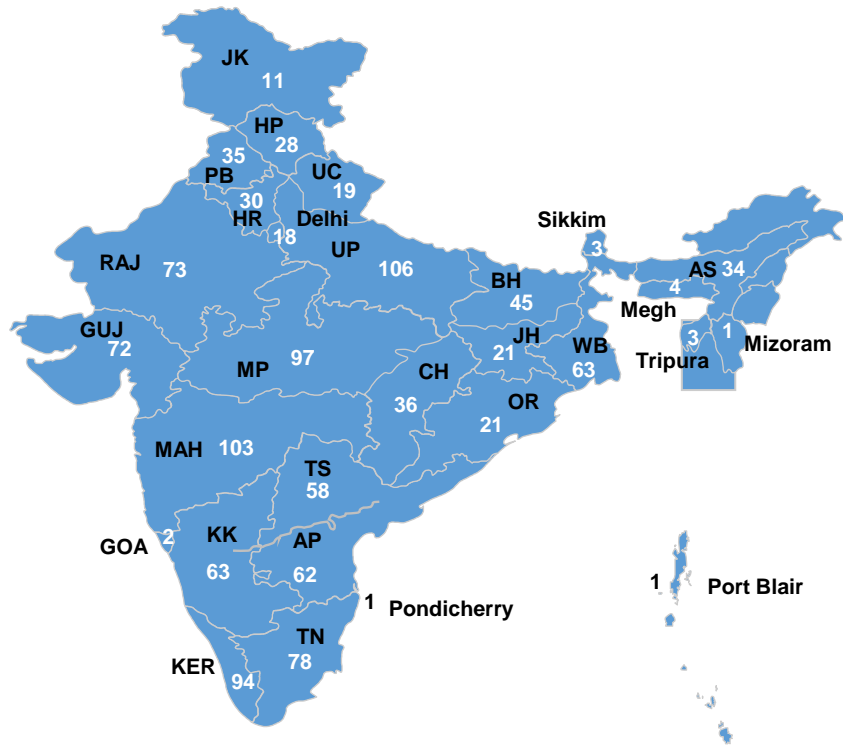 JK
11
HP
28
35
PB
UC
19
30
HR
Delhi
18
Sikkim
3
UP
106
RAJ
73
AS
34
4
Megh
BH
45
GUJ
72
JH
21
WB
63
3
Tripura
1
Mizoram
MP
97
CH
36
OR
21
MAH
103
TS
58
GOA
2
KK
63
AP
62
1
Pondicherry
1
Port Blair
TN
78
KER
94